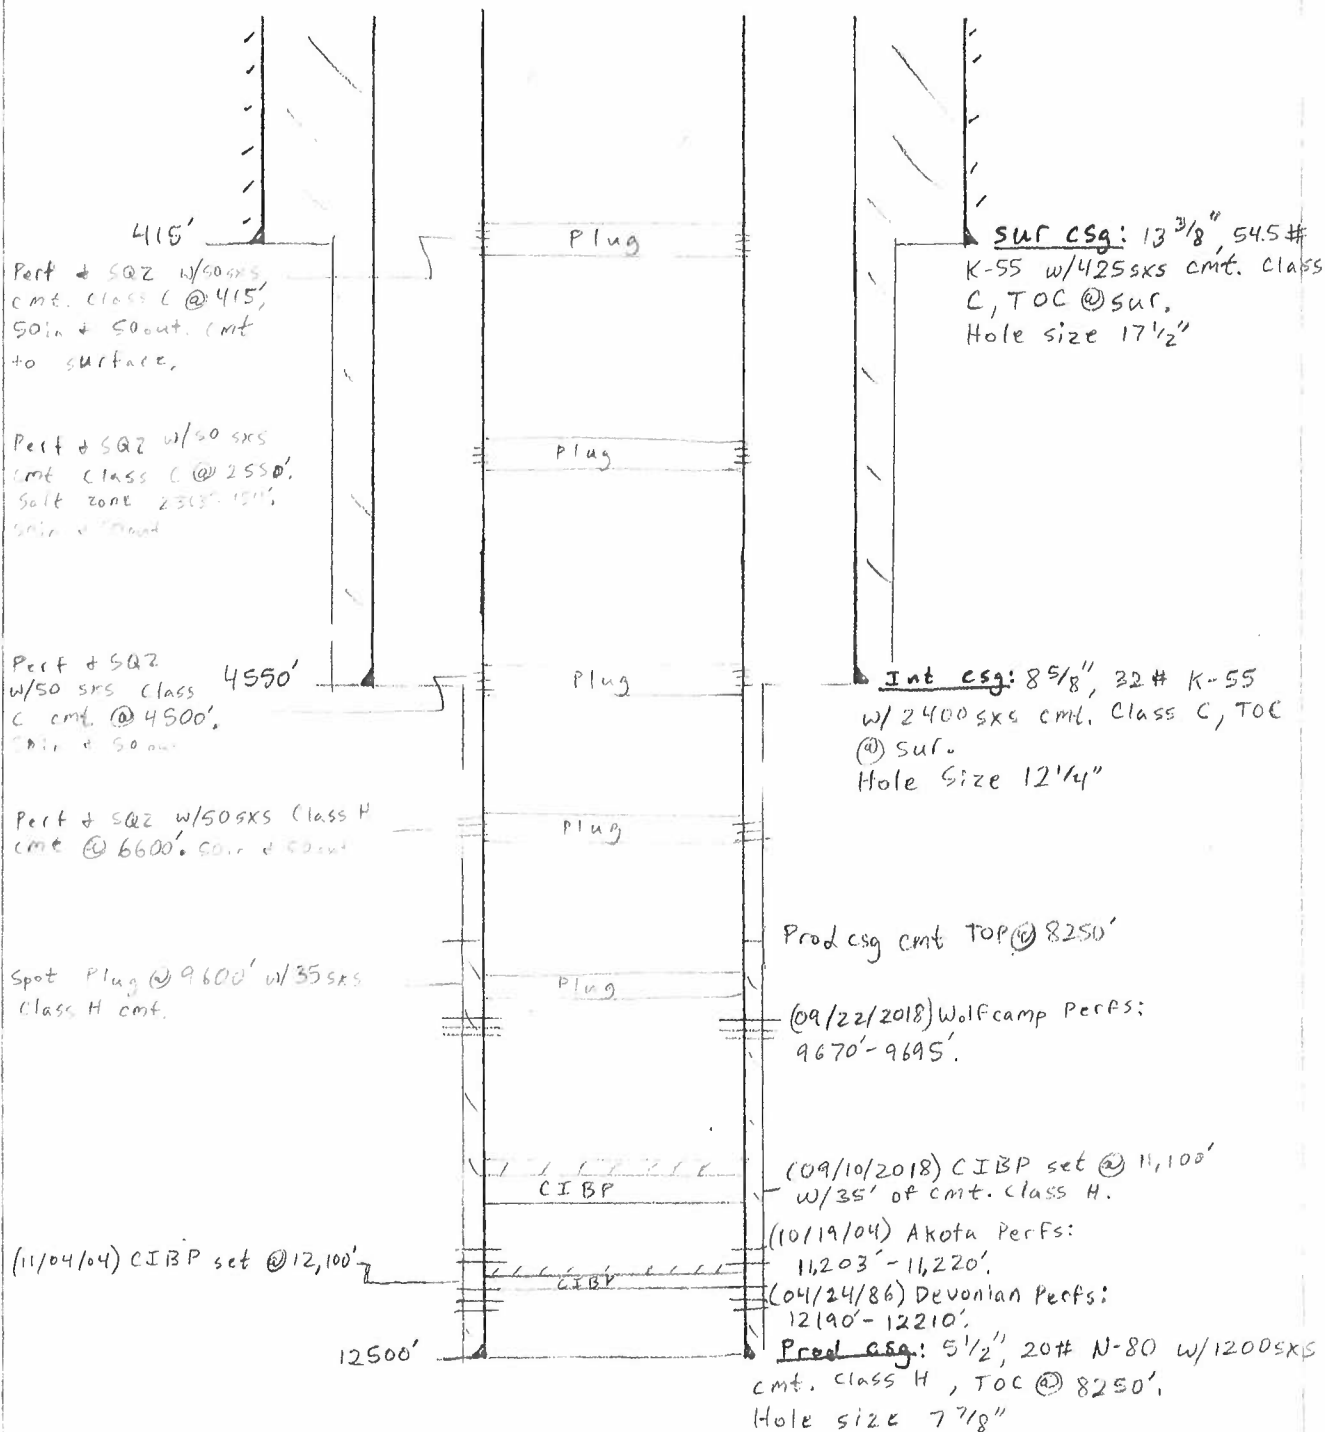 415'
Perf & SQZ w/50 sxs
cmt. Class C @ 415',
50in & 50out. Cmt
to surface.
Perf & SQZ w/50 sxs
cmt Class C @ 2550'.
Salt zone
Perf & SQZ
w/50 sxs Class
C cmt. @ 4500'.
50in & 50out
4550'
Perf & SQZ w/50sxs Class H
cmt @ 6600'. 50in & 50out
Spot Plug @ 9600' w/35sxs
Class H cmt.
(11/04/04) CIBP set @ 12,100'
12500'
Plug
Plug
Plug
Plug
Plug
CIBP
CIBP
Sur csg: 13 3/8", 54.5#
K-55 w/425sxs cmt. Class
C, TOC @ sur.
Hole size 17 1/2"
Int csg: 8 5/8", 32# K-55
w/2400sxs cmt. Class C, TOC
@ sur.
Hole Size 12 1/4"
Prod csg cmt TOP @ 8250'
(09/22/2018) Wolfcamp Perfs:
9670'-9695'.
(09/10/2018) CIBP set @ 11,100'
w/35' of cmt. Class H.
(10/19/04) Akota Perfs:
11,203'-11,220'.
(04/24/86) Devonian Perfs:
12190'-12210'.
Prod csg: 5 1/2", 20# N-80 w/1200sxs
cmt. Class H, TOC @ 8250'.
Hole size 7 7/8"